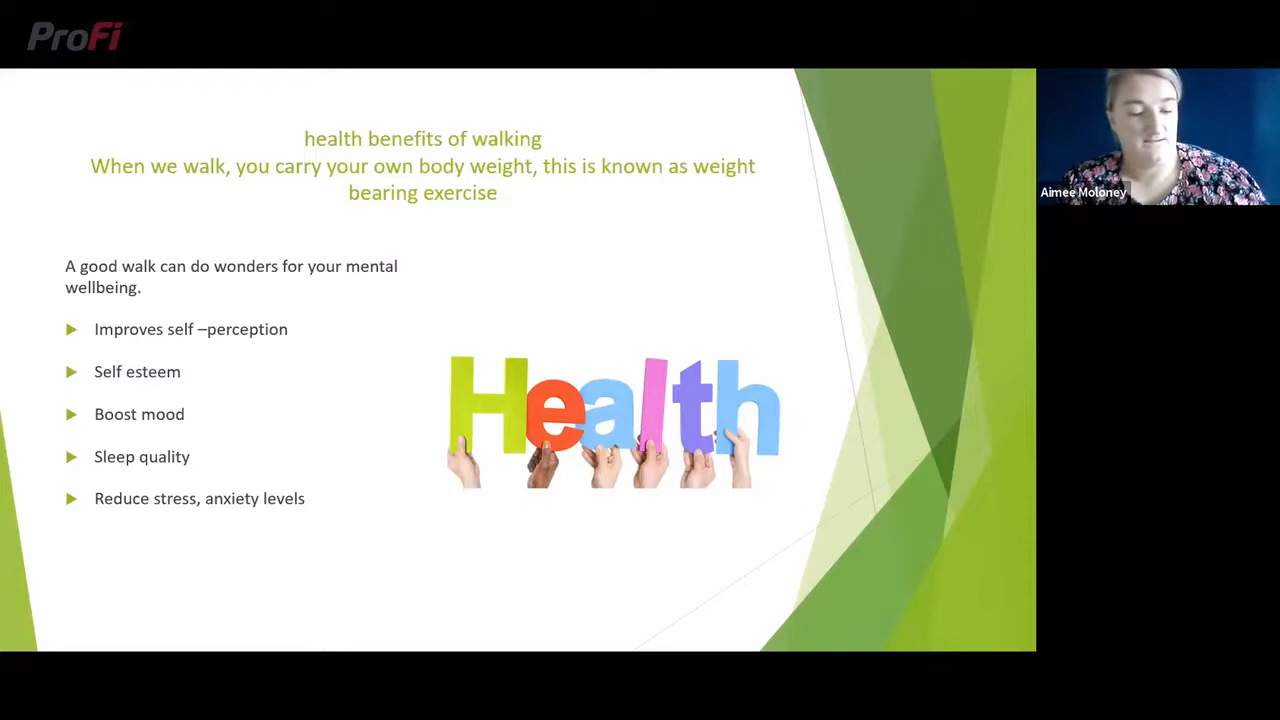 ProFi
health benefits of walking
When we walk, you carry your own body weight, this is known as weight
bearing exercise
A good walk can do wonders for your mental
wellbeing.
Improves self –perception
Self esteem
Boost mood
Sleep quality
Reduce stress, anxiety levels
Health
Aimee Moloney